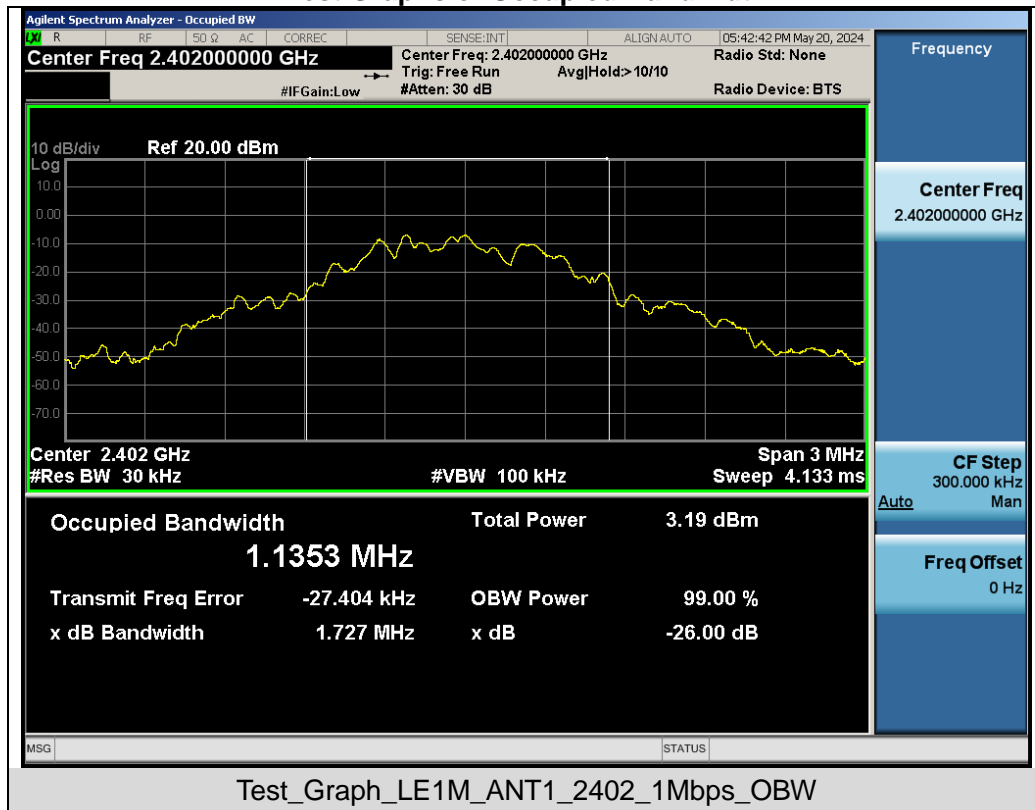 Agilent Spectrum Analyzer - Occupied BW
LXI R RF 50 Ω AC CORREC SENSE:INT ALIGN AUTO 05:42:42 PM May 20, 2024
Center Freq 2.402000000 GHz
Center Freq: 2.402000000 GHz
Radio Std: None
Trig: Free Run Avg|Hold:>10/10
#IFGain:Low #Atten: 30 dB
Radio Device: BTS
10 dB/div Ref 20.00 dBm
Log
10.0
0.00
-10.0
-20.0
-30.0
-40.0
-50.0
-60.0
-70.0
Center 2.402 GHz Span 3 MHz
#Res BW 30 kHz #VBW 100 kHz Sweep 4.133 ms
Occupied Bandwidth Total Power 3.19 dBm
1.1353 MHz
Transmit Freq Error -27.404 kHz OBW Power 99.00 %
x dB Bandwidth 1.727 MHz x dB -26.00 dB
MSG STATUS
Frequency
Center Freq
2.402000000 GHz
CF Step
300.000 kHz
Auto Man
Freq Offset
0 Hz
Test_Graph_LE1M_ANT1_2402_1Mbps_OBW